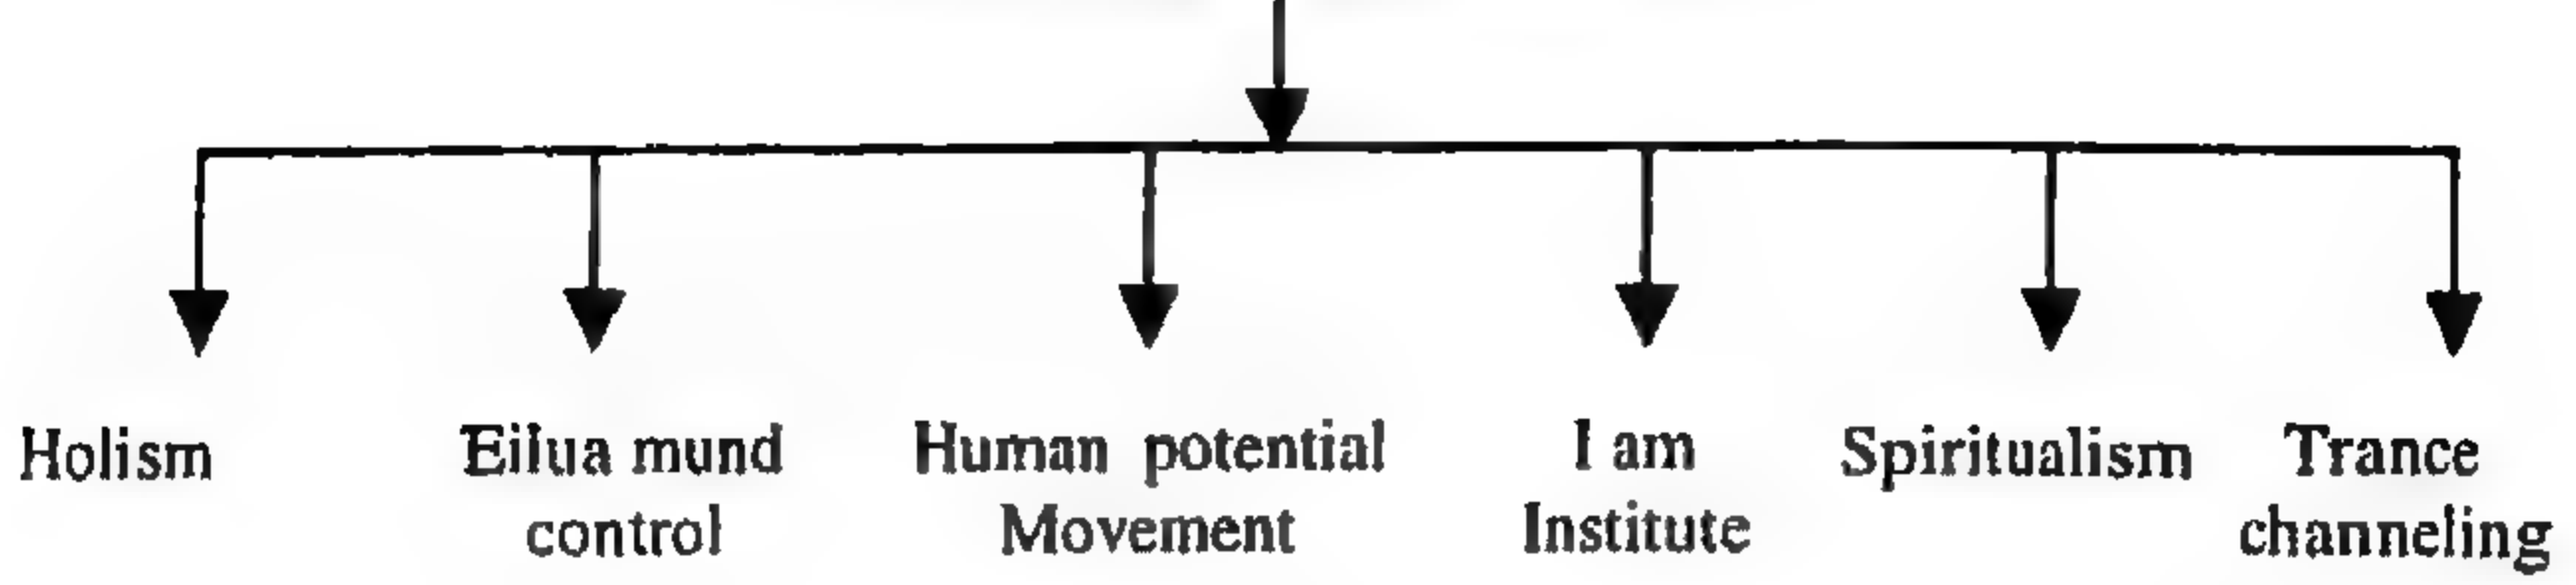 Holism
Eilua mund
control
Human potential
Movement
I am
Institute
Spiritualism
Trance
channeling